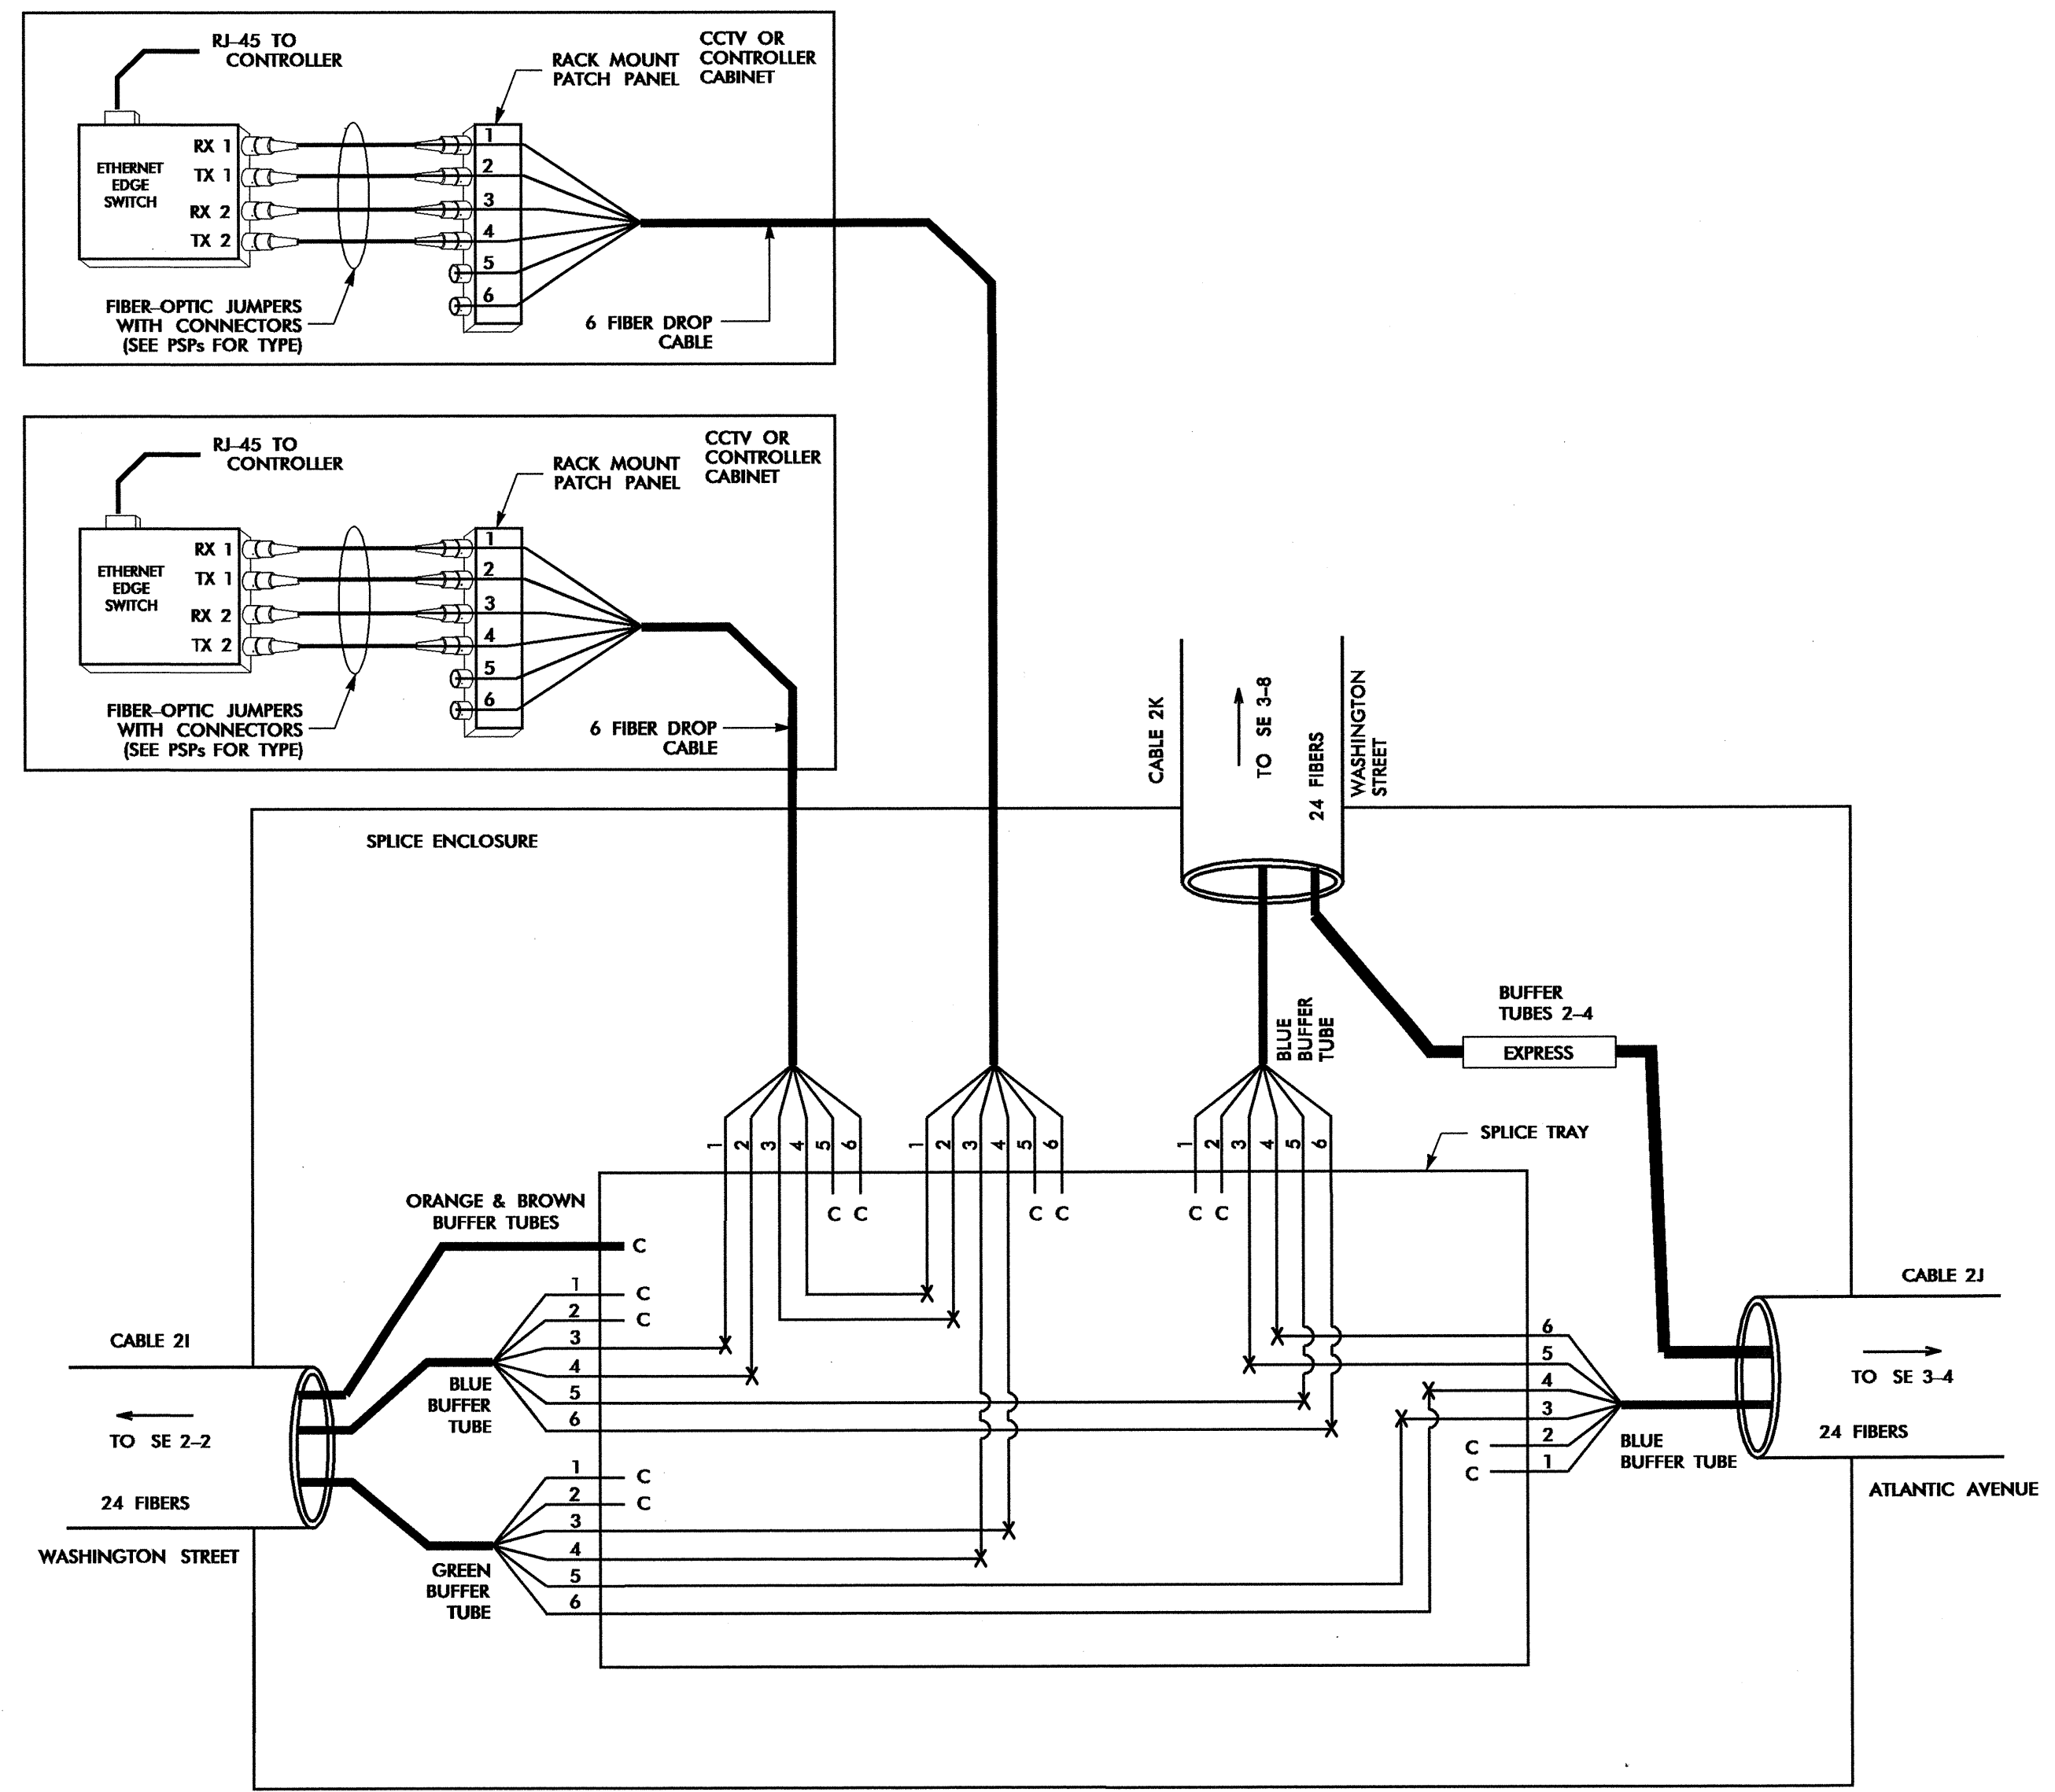 RJ-45 TO
CONTROLLER
RACK MOUNT
PATCH PANEL
CCTV OR
CONTROLLER
CABINET
ETHERNET
EDGE
SWITCH
RX 1
TX 1
RX 2
TX 2
1
2
3
4
5
6
FIBER-OPTIC JUMPERS
WITH CONNECTORS
(SEE PSPs FOR TYPE)
6 FIBER DROP
CABLE
RJ-45 TO
CONTROLLER
RACK MOUNT
PATCH PANEL
CCTV OR
CONTROLLER
CABINET
ETHERNET
EDGE
SWITCH
RX 1
TX 1
RX 2
TX 2
1
2
3
4
5
6
FIBER-OPTIC JUMPERS
WITH CONNECTORS
(SEE PSPs FOR TYPE)
6 FIBER DROP
CABLE
CABLE 2K
TO SE 3-8
24 FIBERS
WASHINGTON
STREET
SPLICE ENCLOSURE
BLUE
BUFFER
TUBE
BUFFER
TUBES 2-4
EXPRESS
SPLICE TRAY
1 2 3 4 5 6
1 2 3 4 5 6
1 2 3 4 5 6
C C
C C
C C
ORANGE & BROWN
BUFFER TUBES
C
1 C
2 C
3
4
5
6
BLUE
BUFFER
TUBE
CABLE 2I
TO SE 2-2
24 FIBERS
WASHINGTON STREET
1 C
2 C
3
4
5
6
GREEN
BUFFER
TUBE
6
5
4
3
C 2
C 1
BLUE
BUFFER TUBE
CABLE 2J
TO SE 3-4
24 FIBERS
ATLANTIC AVENUE